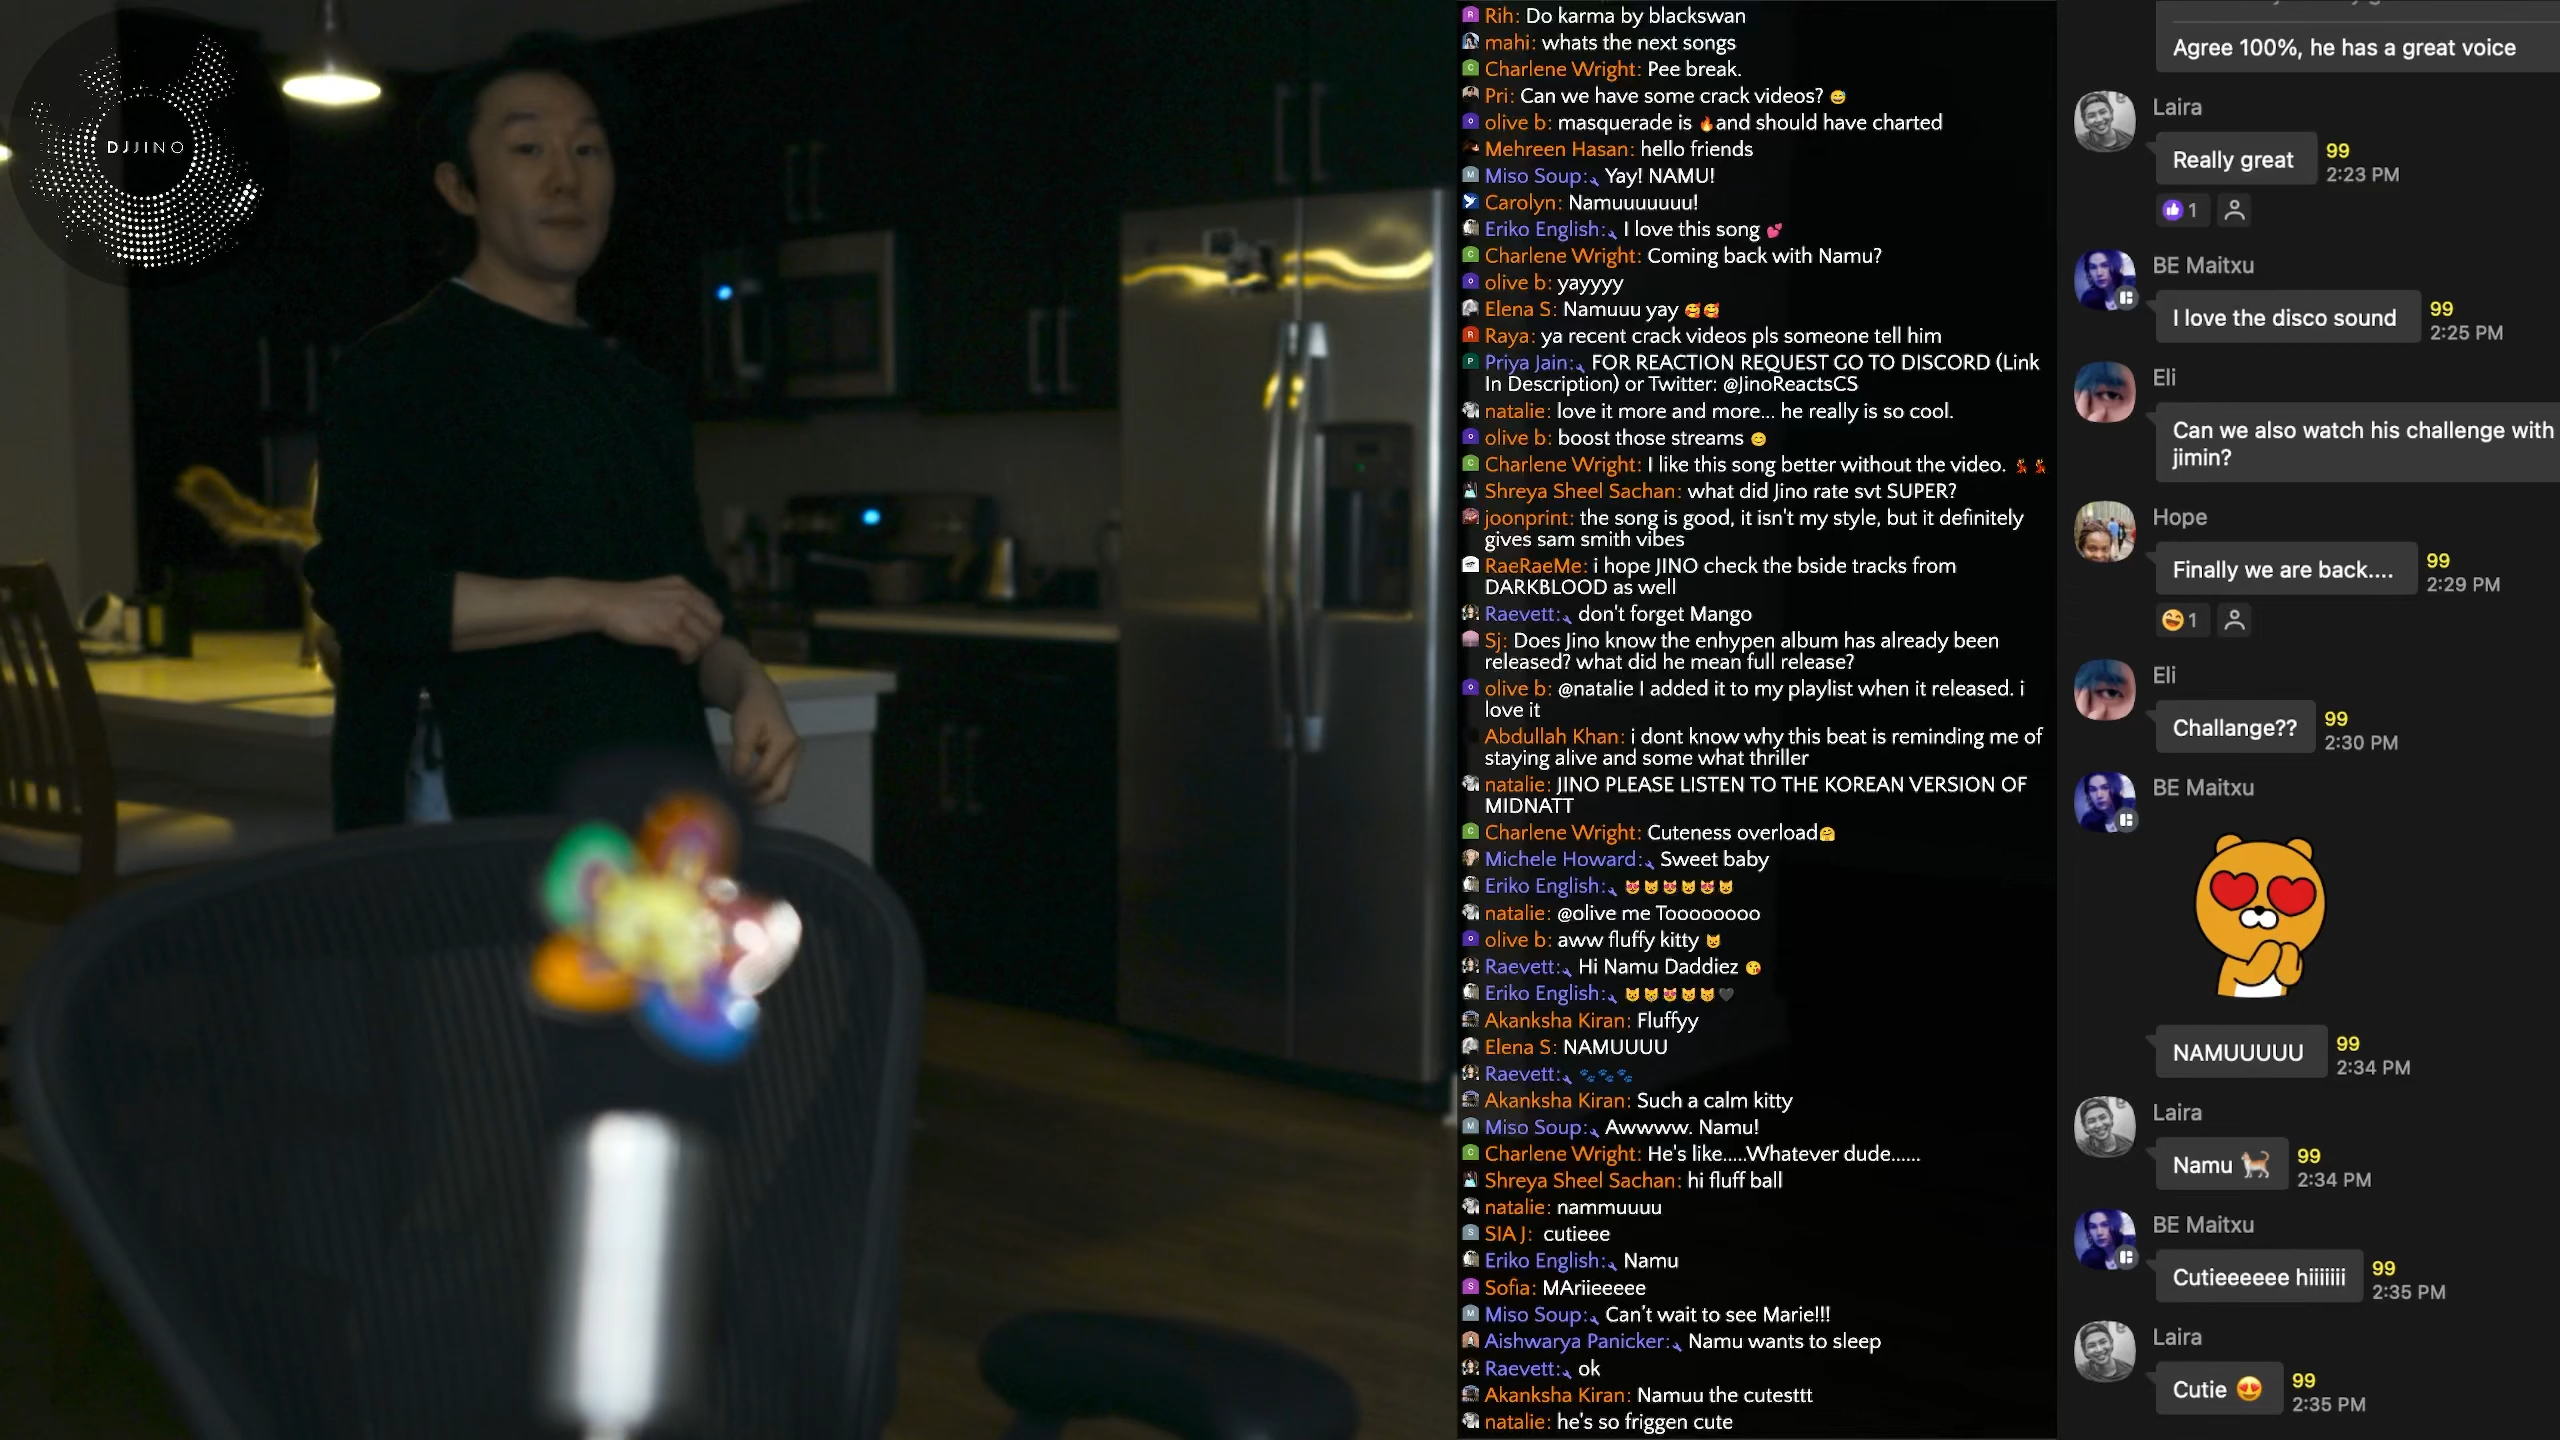 DJJINO
Rih: Do karma by blackswan
mahi: whats the next songs
Charlene Wright: Pee break.
Pri: Can we have some crack videos? 😅
olive b: masquerade is 🔥and should have charted
Mehreen Hasan: hello friends
Miso Soup: Yay! NAMU!
Carolyn: Namuuuuuuu!
Eriko English: I love this song 💕
Charlene Wright: Coming back with Namu?
olive b: yayyyy
Elena S: Namuuu yay 🥰🥰
Raya: ya recent crack videos pls someone tell him
Priya Jain: FOR REACTION REQUEST GO TO DISCORD (Link
In Description) or Twitter: @JinoReactsCS
natalie: love it more and more... he really is so cool.
olive b: boost those streams 😊
Charlene Wright: I like this song better without the video. 💃💃
Shreya Sheel Sachan: what did Jino rate svt SUPER?
joonprint: the song is good, it isn't my style, but it definitely
gives sam smith vibes
RaeRaeMe: i hope JINO check the bside tracks from
DARKBLOOD as well
Raevett: don't forget Mango
Sj: Does Jino know the enhypen album has already been
released? what did he mean full release?
olive b: @natalie I added it to my playlist when it released. i
love it
Abdullah Khan: i dont know why this beat is reminding me of
staying alive and some what thriller
natalie: JINO PLEASE LISTEN TO THE KOREAN VERSION OF
MIDNATT
Charlene Wright: Cuteness overload🤗
Michele Howard: Sweet baby
Eriko English: 😻😺😻😺😻😺
natalie: @olive me Toooooooo
olive b: aww fluffy kitty 😺
Raevett: Hi Namu Daddiez 😘
Eriko English: 😺😸😻😺😽🖤
Akanksha Kiran: Fluffyy
Elena S: NAMUUUU
Raevett: 🐾🐾🐾
Akanksha Kiran: Such a calm kitty
Miso Soup: Awwww. Namu!
Charlene Wright: He's like.....Whatever dude......
Shreya Sheel Sachan: hi fluff ball
natalie: nammuuuu
SIA J: cutieee
Eriko English: Namu
Sofia: MAriieeeee
Miso Soup: Can't wait to see Marie!!!
Aishwarya Panicker: Namu wants to sleep
Raevett: ok
Akanksha Kiran: Namuu the cutesttt
natalie: he's so friggen cute
Agree 100%, he has a great voice
Laira
Really great
99
2:23 PM
1
BE Maitxu
I love the disco sound
99
2:25 PM
Eli
Can we also watch his challenge with
jimin?
Hope
Finally we are back....
99
2:29 PM
1
Eli
Challange??
99
2:30 PM
BE Maitxu
NAMUUUUU
99
2:34 PM
Laira
Namu 🐈
99
2:34 PM
BE Maitxu
Cutieeeeee hiiiiiii
99
2:35 PM
Laira
Cutie 😍
99
2:35 PM